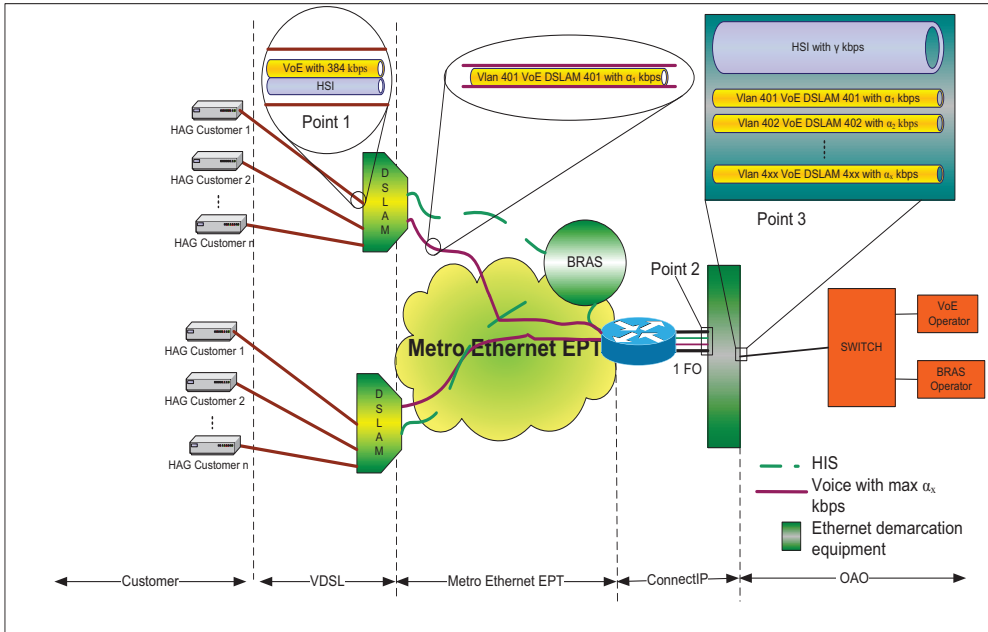 VoE with 384 kbps
HSI
Point 1
Vlan 401 VoE DSLAM 401 with α₁ kbps
HSI with γ kbps
Vlan 401 VoE DSLAM 401 with α₁ kbps
Vlan 402 VoE DSLAM 402 with α₂ kbps
Vlan 4xx VoE DSLAM 4xx with αₓ kbps
Point 3
HAG Customer 1
HAG Customer 2
HAG Customer n
DSLAM
BRAS
Point 2
Metro Ethernet EPT
1 FO
SWITCH
VoE
Operator
BRAS
Operator
HAG Customer 1
HAG Customer 2
HAG Customer n
DSLAM
HIS
Voice with max αₓ
kbps
Ethernet demarcation
equipment
Customer
VDSL
Metro Ethernet EPT
ConnectIP
OAO